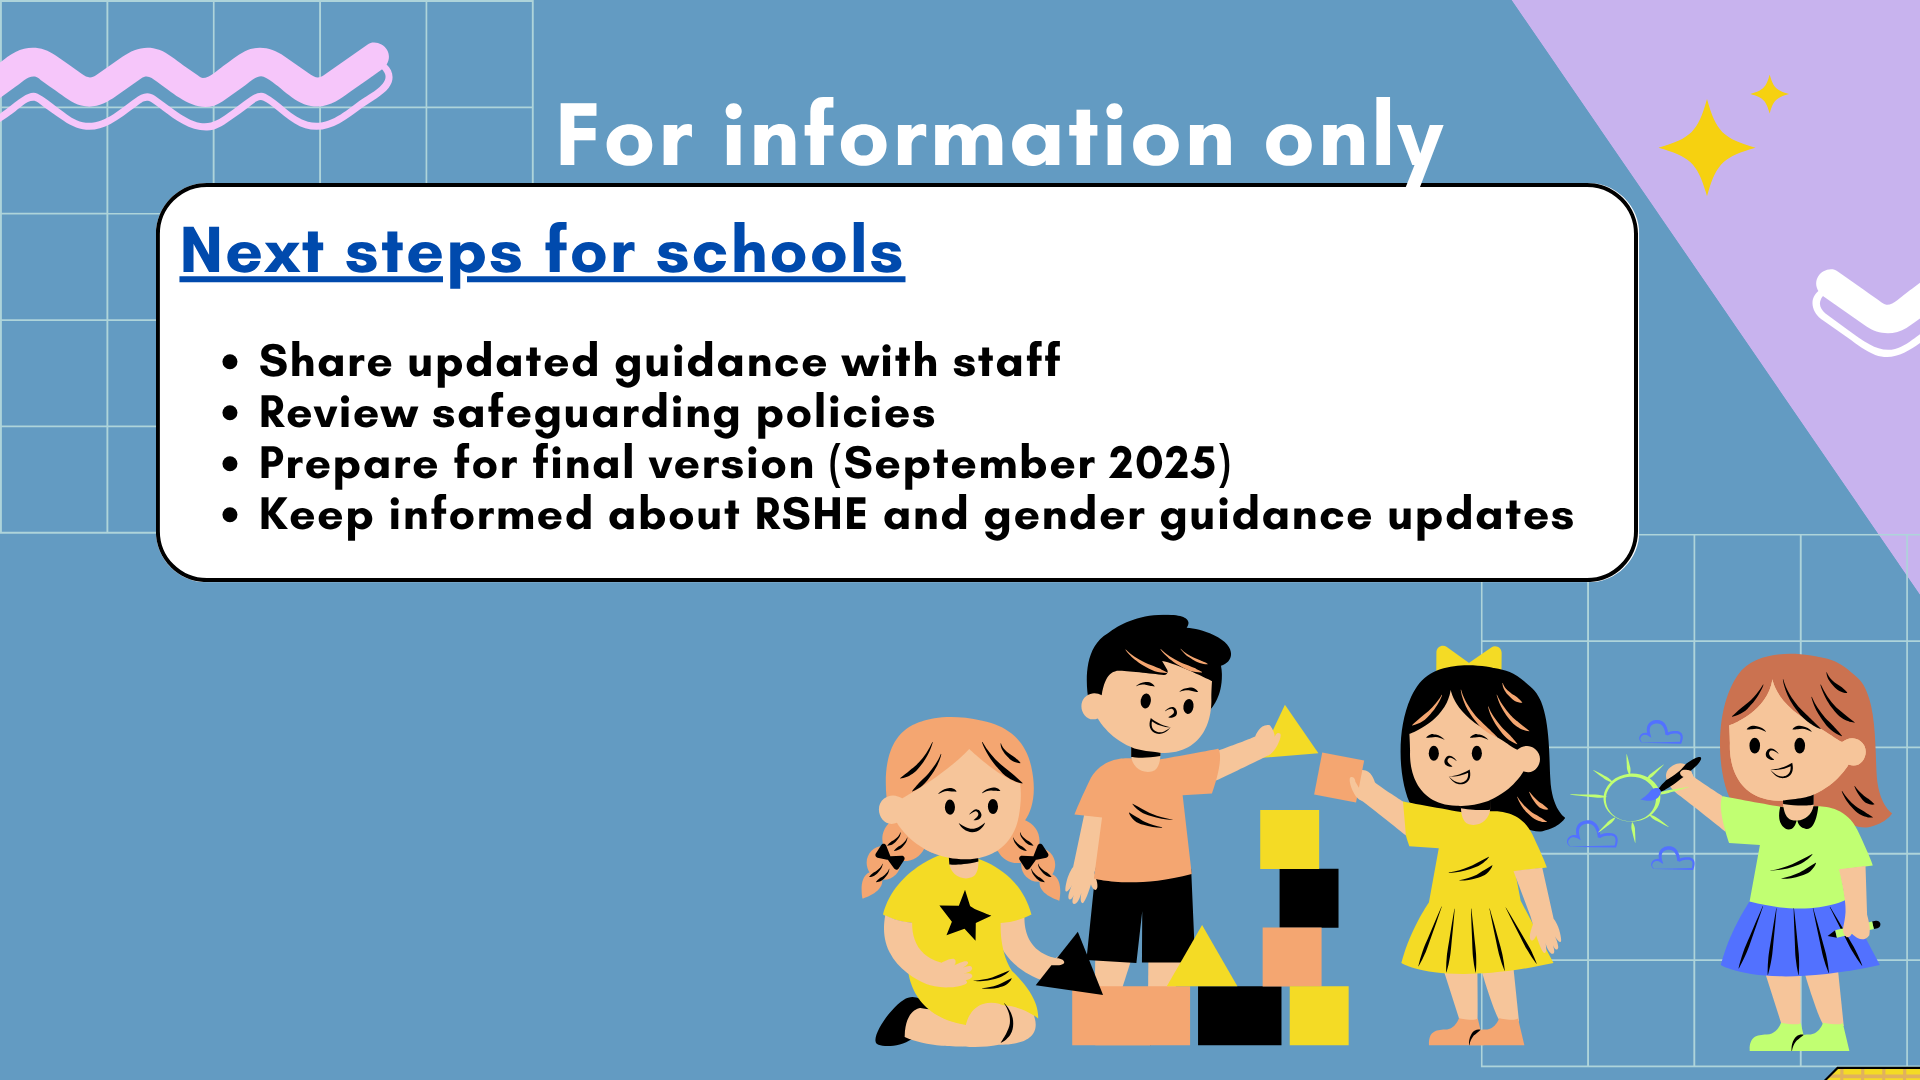 For information only
Next steps for schools
• Share updated guidance with staff
• Review safeguarding policies
• Prepare for final version (September 2025)
• Keep informed about RSHE and gender guidance updates